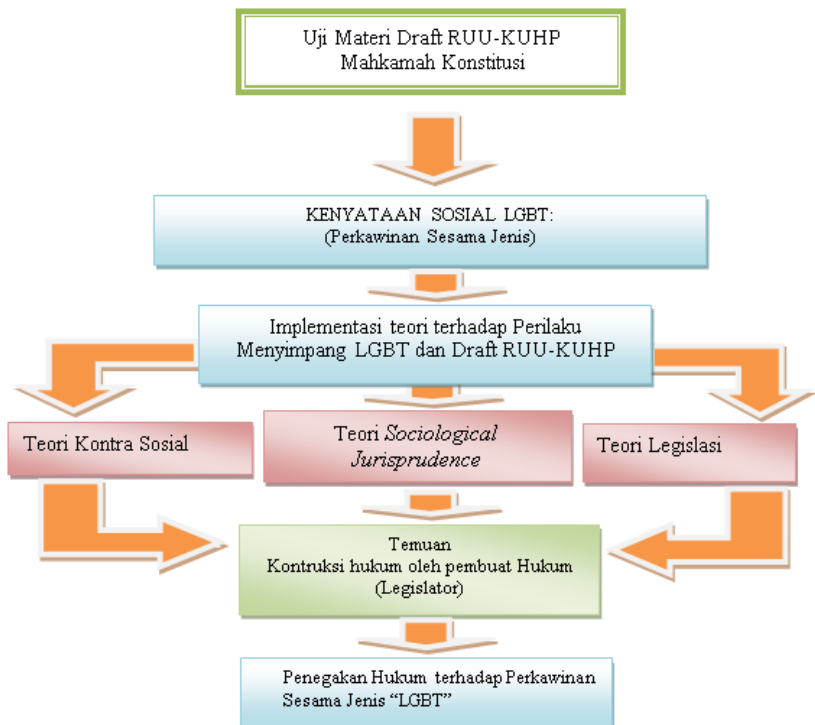 Uji Materi Draft RUU-KUHP
Mahkamah Konstitusi
KENYATAAN SOSIAL LGBT:
(Perkawinan Sesama Jenis)
Implementasi teori terhadap Perilaku
Menyimpang LGBT dan Draft RUU-KUHP
Teori Kontra Sosial
Teori Sociological
Jurisprudence
Teori Legislasi
Temuan
Kontruksi hukum oleh pembuat Hukum
(Legislator)
Penegakan Hukum terhadap Perkawinan
Sesama Jenis “LGBT”